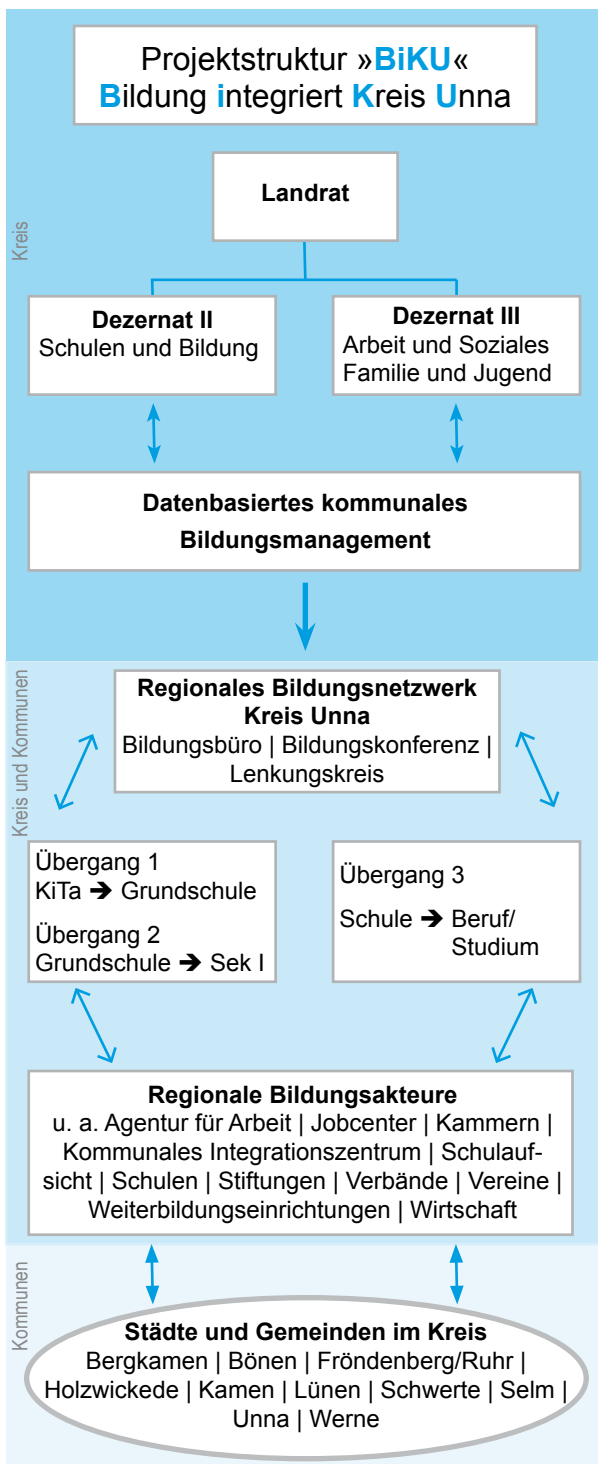 Projektstruktur »BiKU«
Bildung integriert Kreis Unna
Kreis
Landrat
Dezernat II
Schulen und Bildung
Dezernat III
Arbeit und Soziales
Familie und Jugend
Datenbasiertes kommunales
Bildungsmanagement
Kreis und Kommunen
Regionales Bildungsnetzwerk
Kreis Unna
Bildungsbüro | Bildungskonferenz |
Lenkungskreis
Übergang 1
KiTa ➔ Grundschule
Übergang 2
Grundschule ➔ Sek I
Übergang 3
Schule ➔ Beruf/
Studium
Regionale Bildungsakteure
u. a. Agentur für Arbeit | Jobcenter | Kammern |
Kommunales Integrationszentrum | Schulauf-
sicht | Schulen | Stiftungen | Verbände | Vereine |
Weiterbildungseinrichtungen | Wirtschaft
Kommunen
Städte und Gemeinden im Kreis
Bergkamen | Bönen | Fröndenberg/Ruhr |
Holzwickede | Kamen | Lünen | Schwerte | Selm |
Unna | Werne